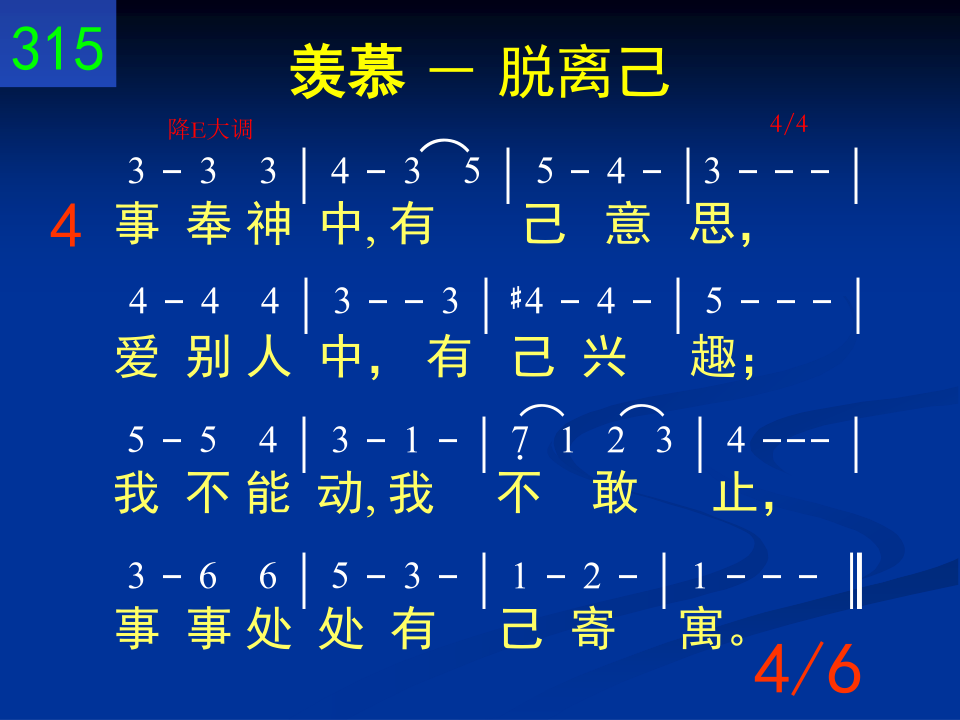 315
羡慕 － 脱离己
降E大调 4/4
3 - 3 3 | 4 - 3 5 | 5 - 4 - | 3 - - - |
4 事 奉 神 中, 有 己 意 思，
4 - 4 4 | 3 - - 3 | ♯4 - 4 - | 5 - - - |
爱 别 人 中， 有 己 兴 趣；
5 - 5 4 | 3 - 1 - | 7̣ 1 2 3 | 4 --- |
我 不 能 动, 我 不 敢 止，
3 - 6 6 | 5 - 3 - | 1 - 2 - | 1 - - - ‖
事 事 处 处 有 己 寄 寓。
4/6